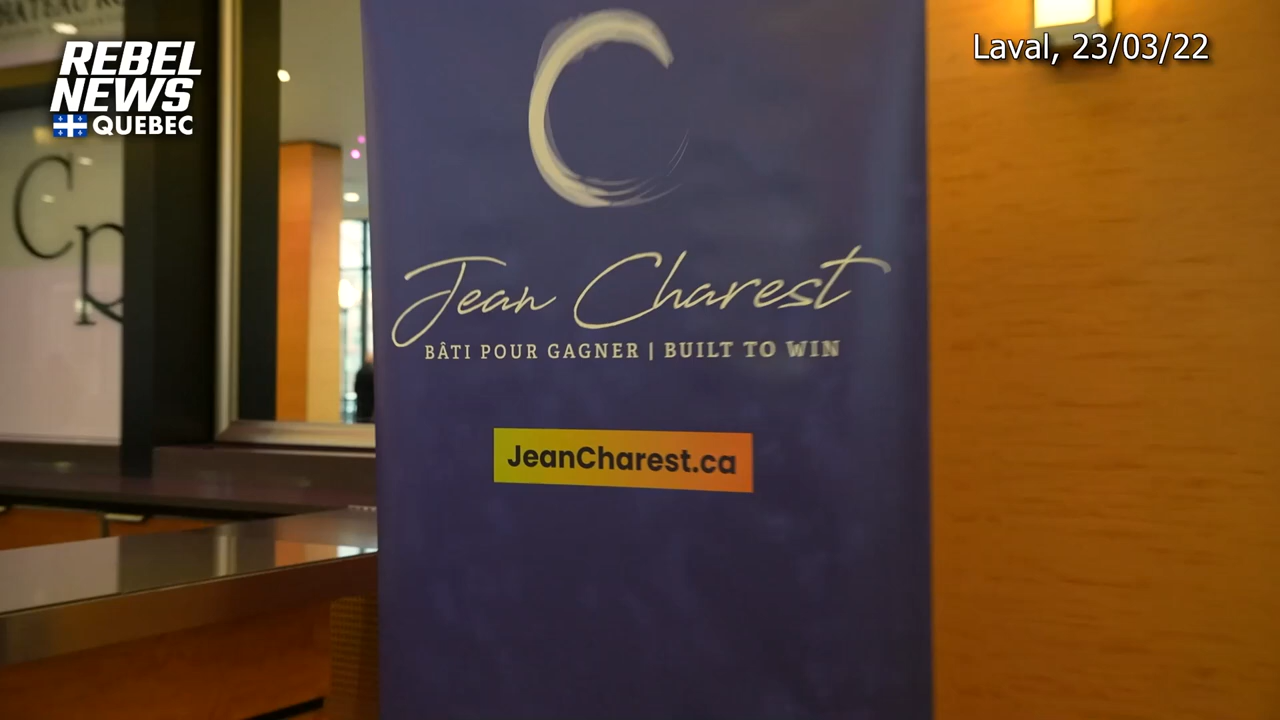 REBEL
NEWS
QUEBEC
Laval, 23/03/22
C
Jean Charest
BÂTI POUR GAGNER | BUILT TO WIN
JeanCharest.ca